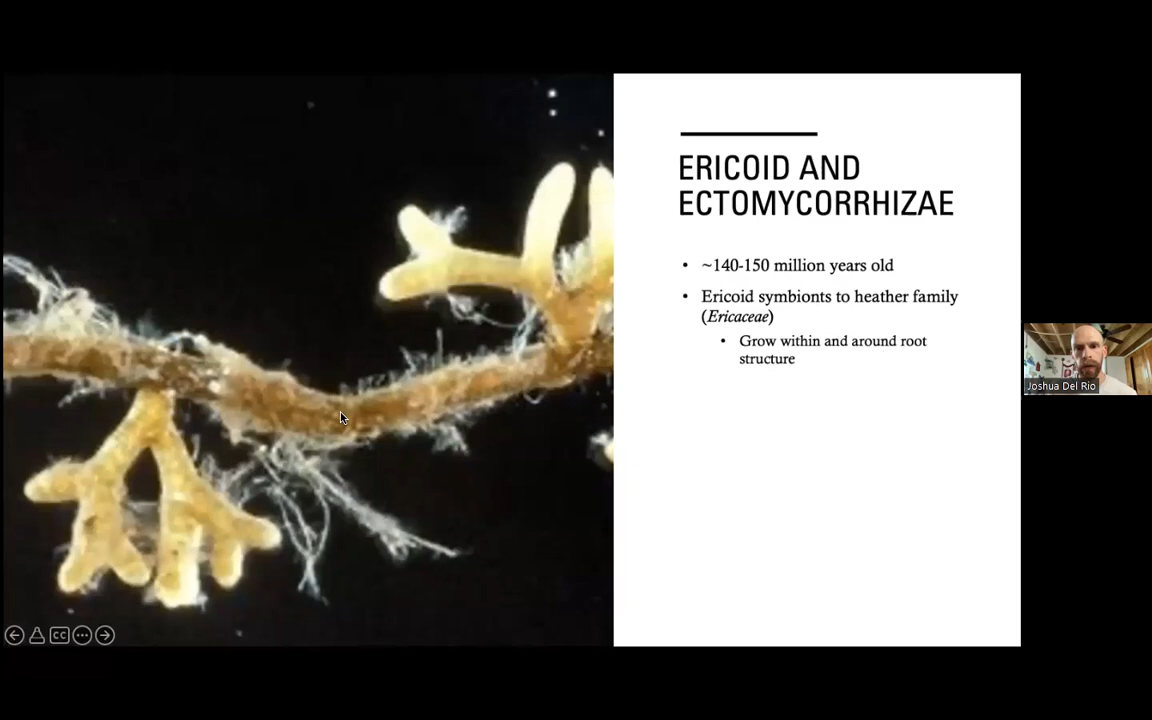 ERICOID AND
ECTOMYCORRHIZAE
• ~140-150 million years old
• Ericoid symbionts to heather family
(Ericaceae)
• Grow within and around root
structure
Joshua Del Rio
CC